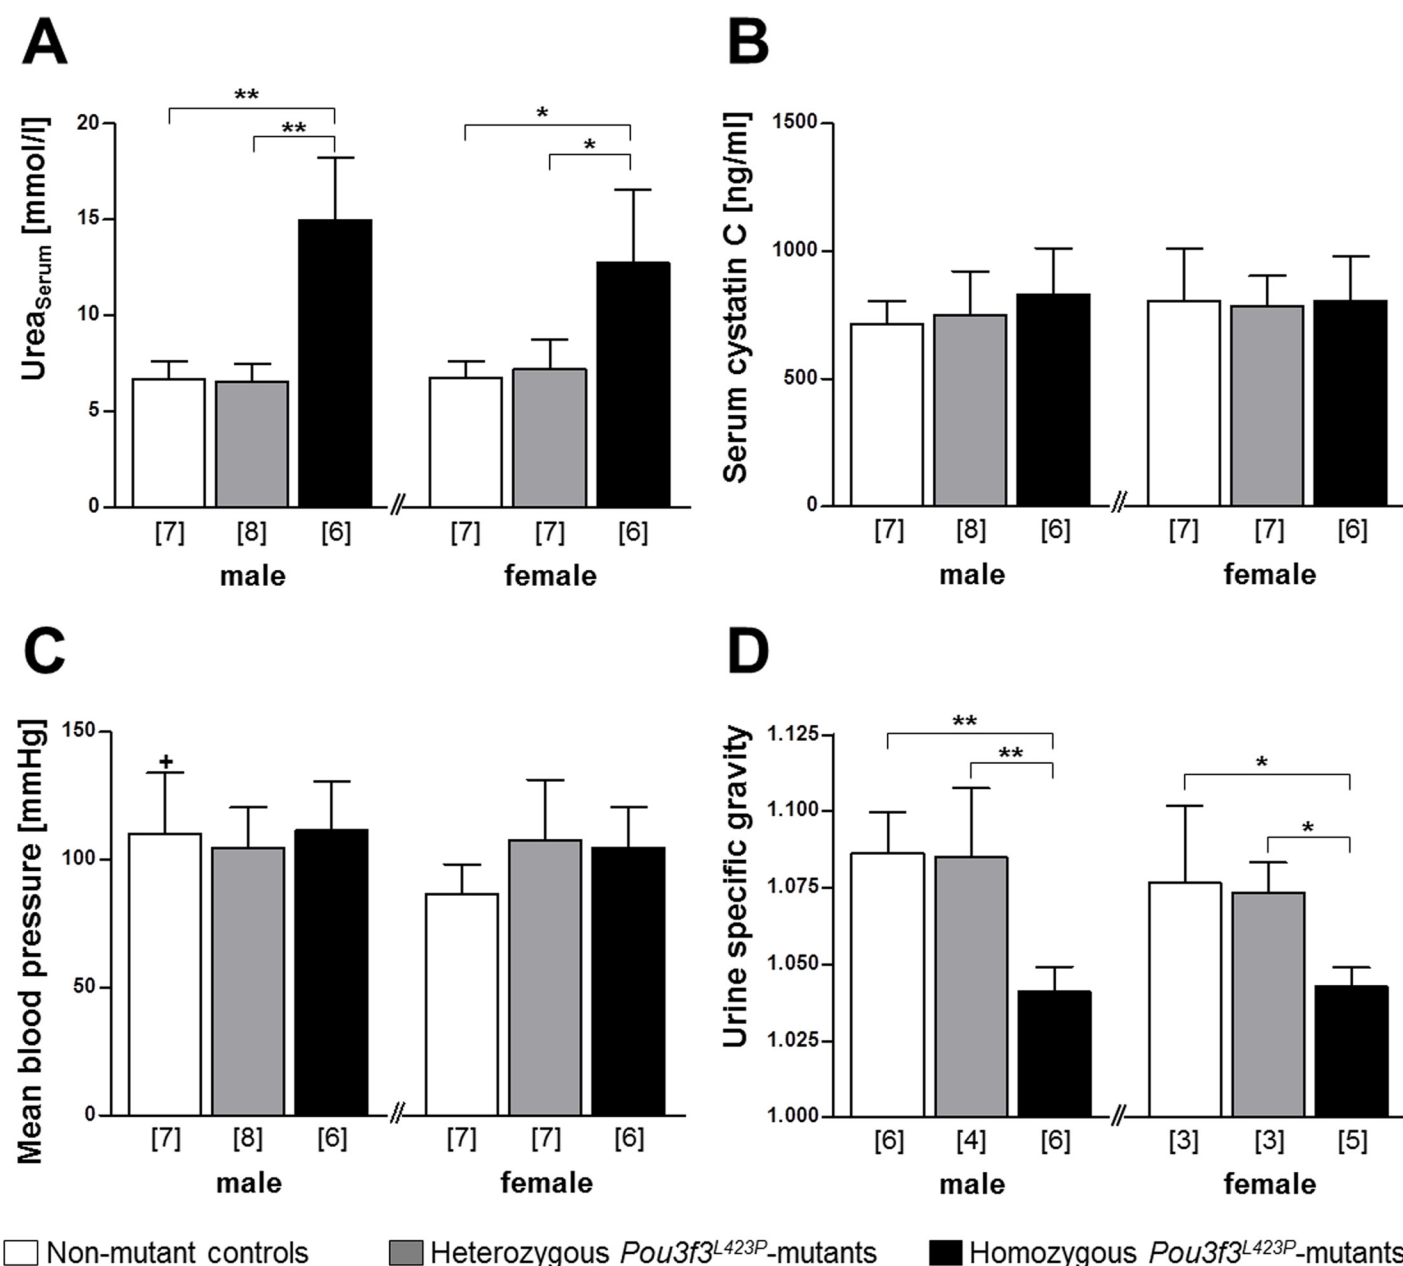 A
Urea_Serum [mmol/l]
20
15
10
5
0
**
**
*
*
[7] [8] [6] [7] [7] [6]
male female
B
Serum cystatin C [ng/ml]
1500
1000
500
0
[7] [8] [6] [7] [7] [6]
male female
C
Mean blood pressure [mmHg]
150
100
50
0
+
[7] [8] [6] [7] [7] [6]
male female
D
Urine specific gravity
1.125
1.100
1.075
1.050
1.025
1.000
**
**
*
*
[6] [4] [6] [3] [3] [5]
male female
Non-mutant controls Heterozygous Pou3f3^L423P-mutants Homozygous Pou3f3^L423P-mutants